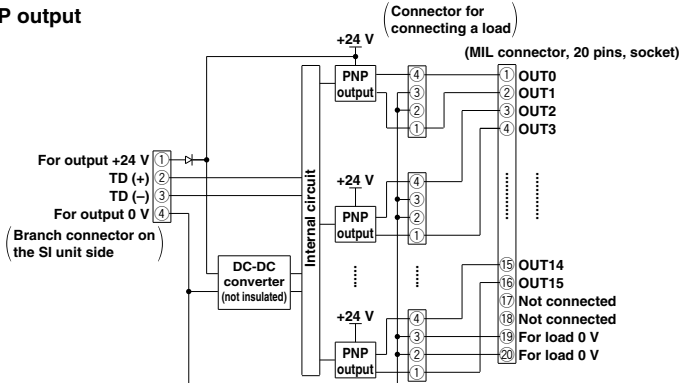 P output
+24 V
(Connector for
connecting a load)
(MIL connector, 20 pins, socket)
PNP
output
④
③
②
①
① OUT0
② OUT1
③ OUT2
④ OUT3
For output +24 V ①
TD (+) ②
TD (–) ③
For output 0 V ④
(Branch connector on
the SI unit side)
Internal circuit
DC-DC
converter
(not insulated)
+24 V
PNP
output
④
③
②
①
+24 V
PNP
output
④
③
②
①
⑮ OUT14
⑯ OUT15
⑰ Not connected
⑱ Not connected
⑲ For load 0 V
⑳ For load 0 V